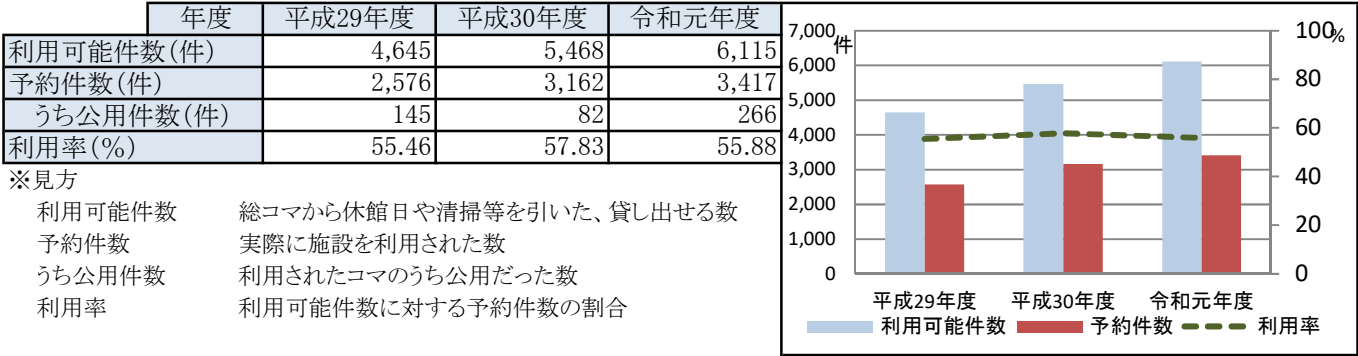 年度 平成29年度 平成30年度 令和元年度
利用可能件数(件) 4,645 5,468 6,115
予約件数(件) 2,576 3,162 3,417
うち公用件数(件) 145 82 266
利用率(%) 55.46 57.83 55.88
※見方
利用可能件数 総コマから休館日や清掃等を引いた、貸し出せる数
予約件数 実際に施設を利用された数
うち公用件数 利用されたコマのうち公用だった数
利用率 利用可能件数に対する予約件数の割合
件
7,000
6,000
5,000
4,000
3,000
2,000
1,000
0
%
100
80
60
40
20
0
平成29年度 平成30年度 令和元年度
利用可能件数 予約件数 利用率